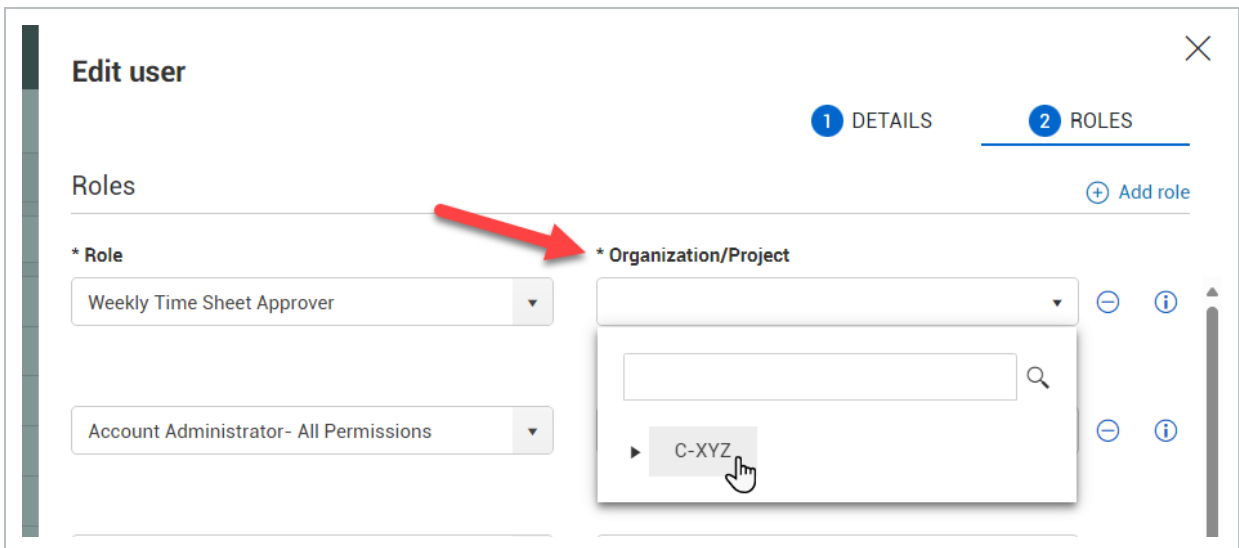 Edit user
1 DETAILS
2 ROLES
Roles
Add role
* Role
* Organization/Project
Weekly Time Sheet Approver
Account Administrator- All Permissions
C-XYZ